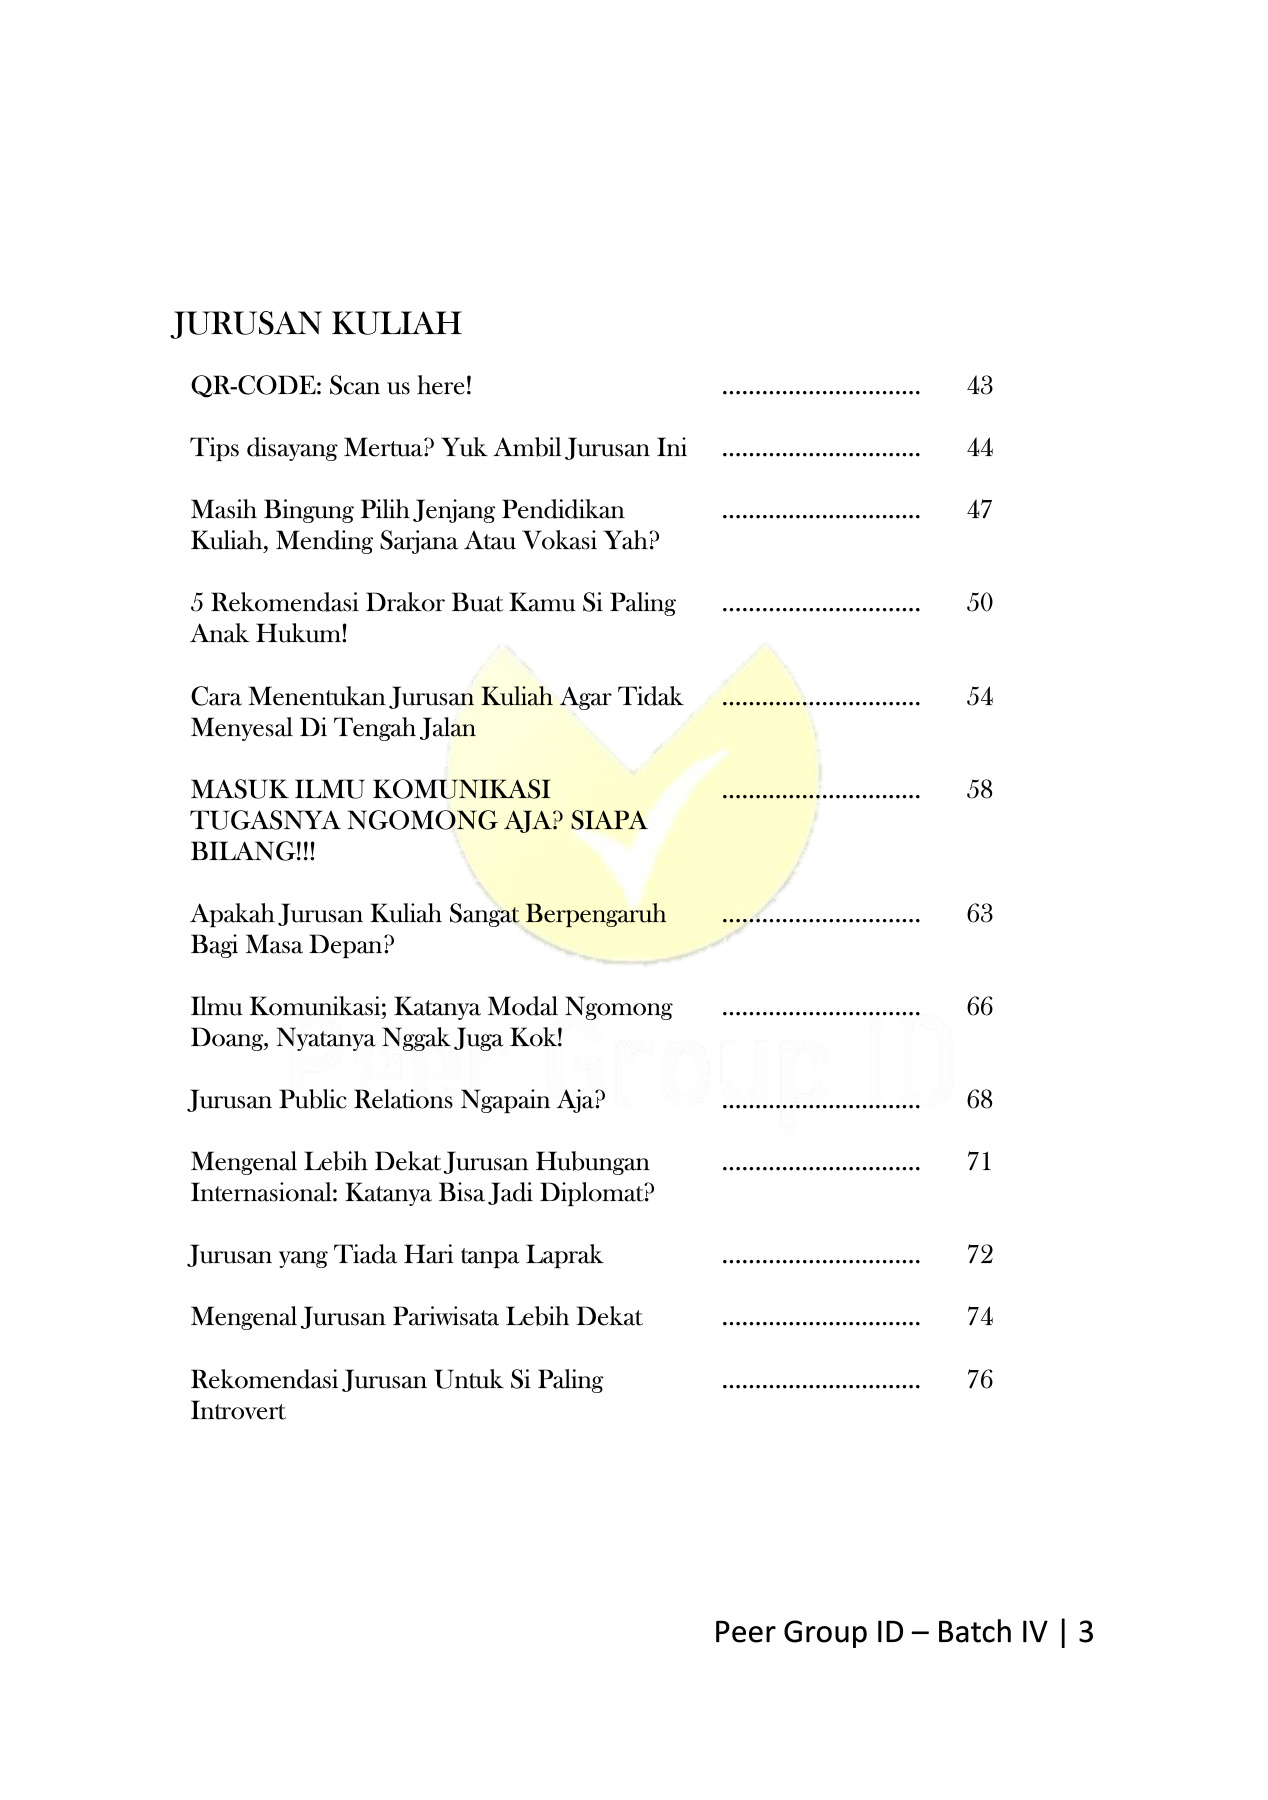 JURUSAN KULIAH
QR-CODE: Scan us here! .............................. 43
Tips disayang Mertua? Yuk Ambil Jurusan Ini .............................. 44
Masih Bingung Pilih Jenjang Pendidikan .............................. 47
Kuliah, Mending Sarjana Atau Vokasi Yah?
5 Rekomendasi Drakor Buat Kamu Si Paling .............................. 50
Anak Hukum!
Cara Menentukan Jurusan Kuliah Agar Tidak .............................. 54
Menyesal Di Tengah Jalan
MASUK ILMU KOMUNIKASI .............................. 58
TUGASNYA NGOMONG AJA? SIAPA
BILANG!!!
Apakah Jurusan Kuliah Sangat Berpengaruh .............................. 63
Bagi Masa Depan?
Ilmu Komunikasi; Katanya Modal Ngomong .............................. 66
Doang, Nyatanya Nggak Juga Kok!
Peer Group ID
Jurusan Public Relations Ngapain Aja? .............................. 68
Mengenal Lebih Dekat Jurusan Hubungan .............................. 71
Internasional: Katanya Bisa Jadi Diplomat?
Jurusan yang Tiada Hari tanpa Laprak .............................. 72
Mengenal Jurusan Pariwisata Lebih Dekat .............................. 74
Rekomendasi Jurusan Untuk Si Paling .............................. 76
Introvert
Peer Group ID – Batch IV | 3